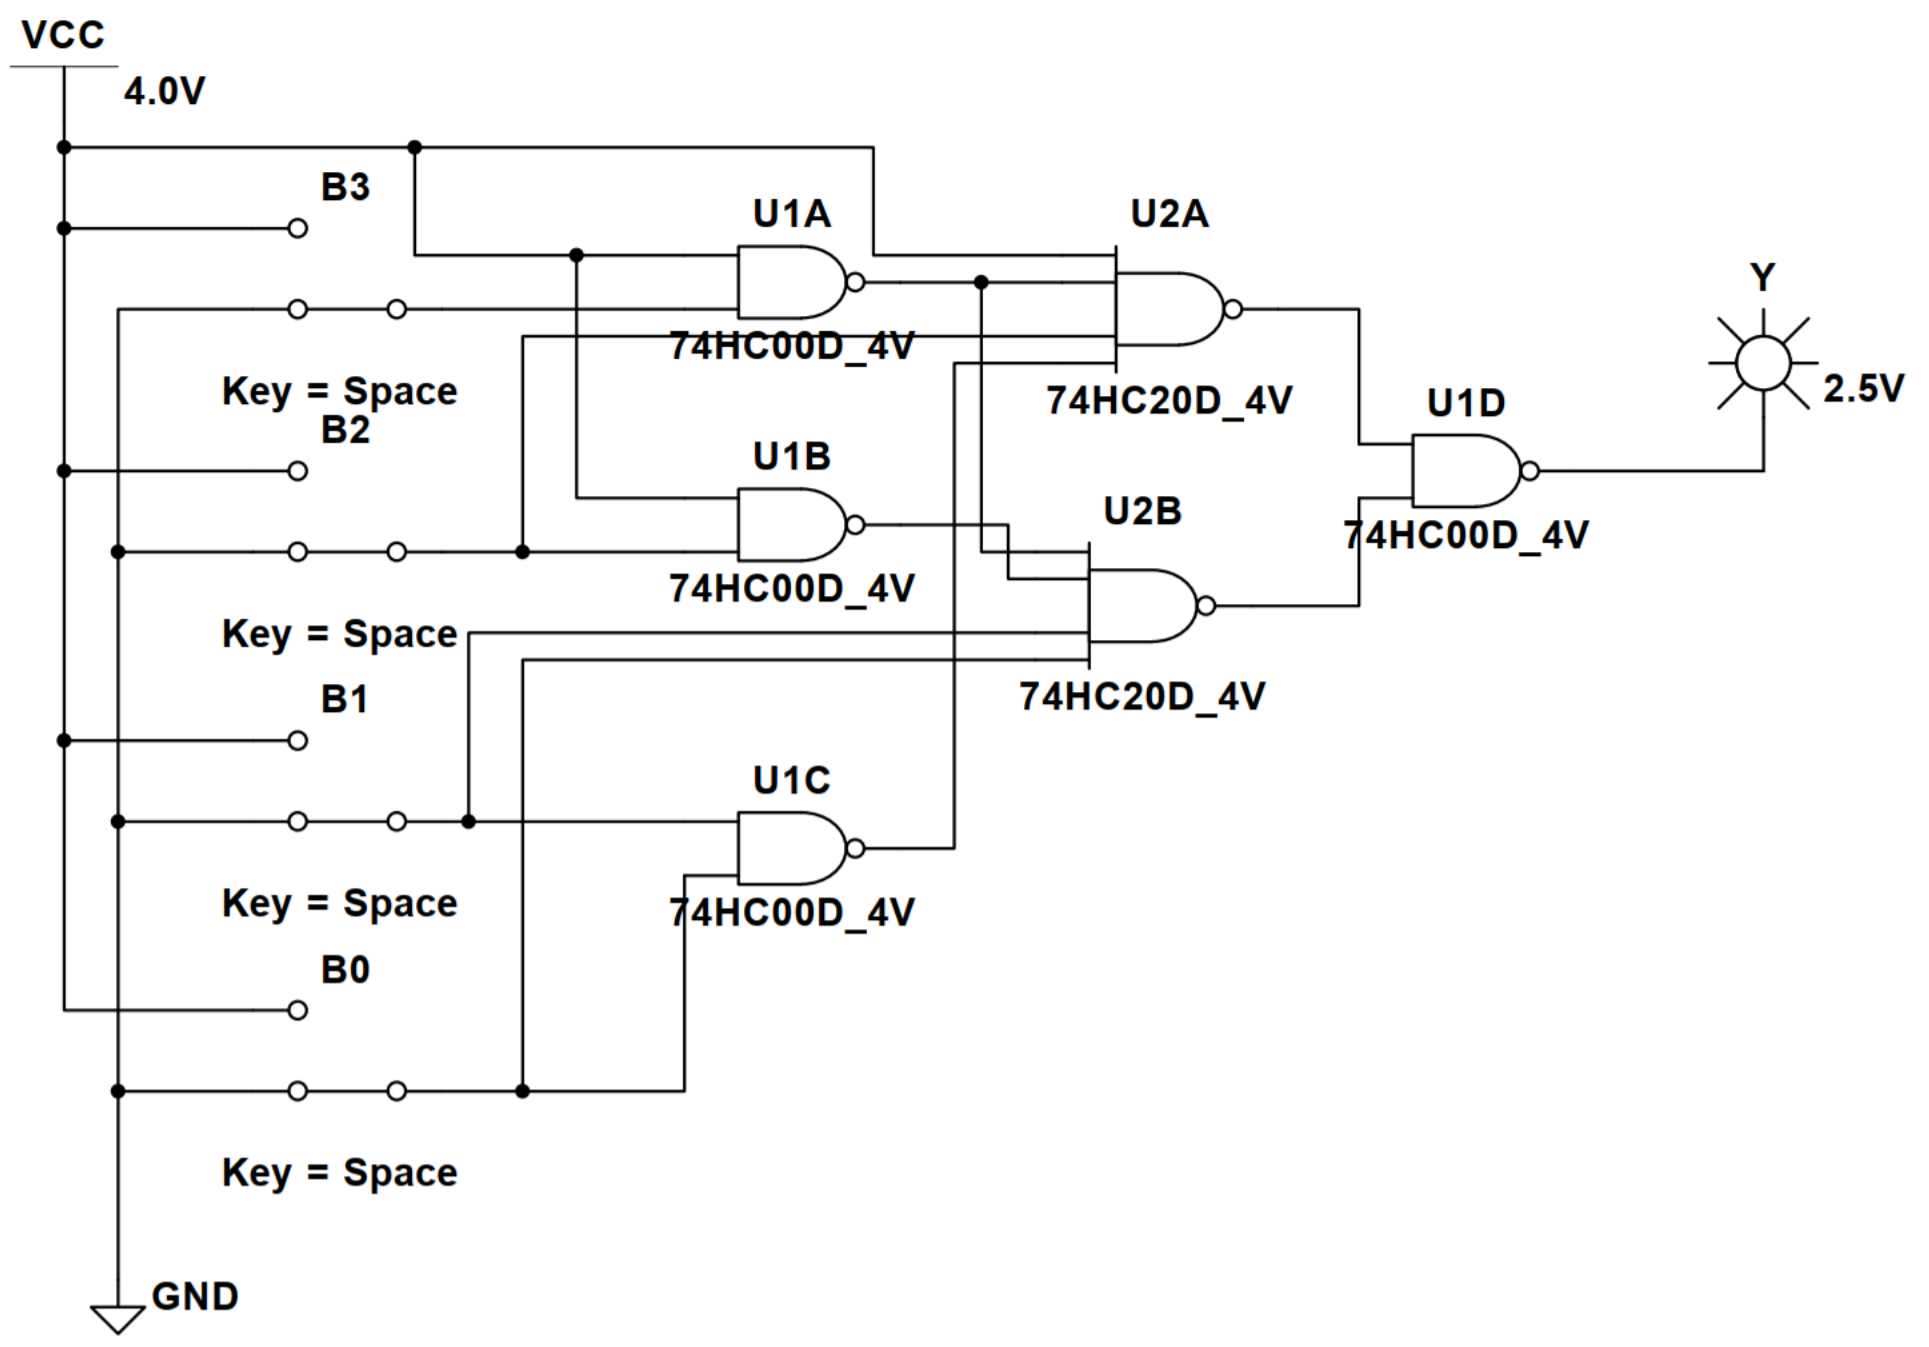 VCC
4.0V
B3
U1A
U2A
Y
74HC00D_4V
Key = Space
2.5V
74HC20D_4V
U1D
B2
U1B
U2B
74HC00D_4V
74HC00D_4V
Key = Space
B1
74HC20D_4V
U1C
Key = Space
74HC00D_4V
B0
Key = Space
GND